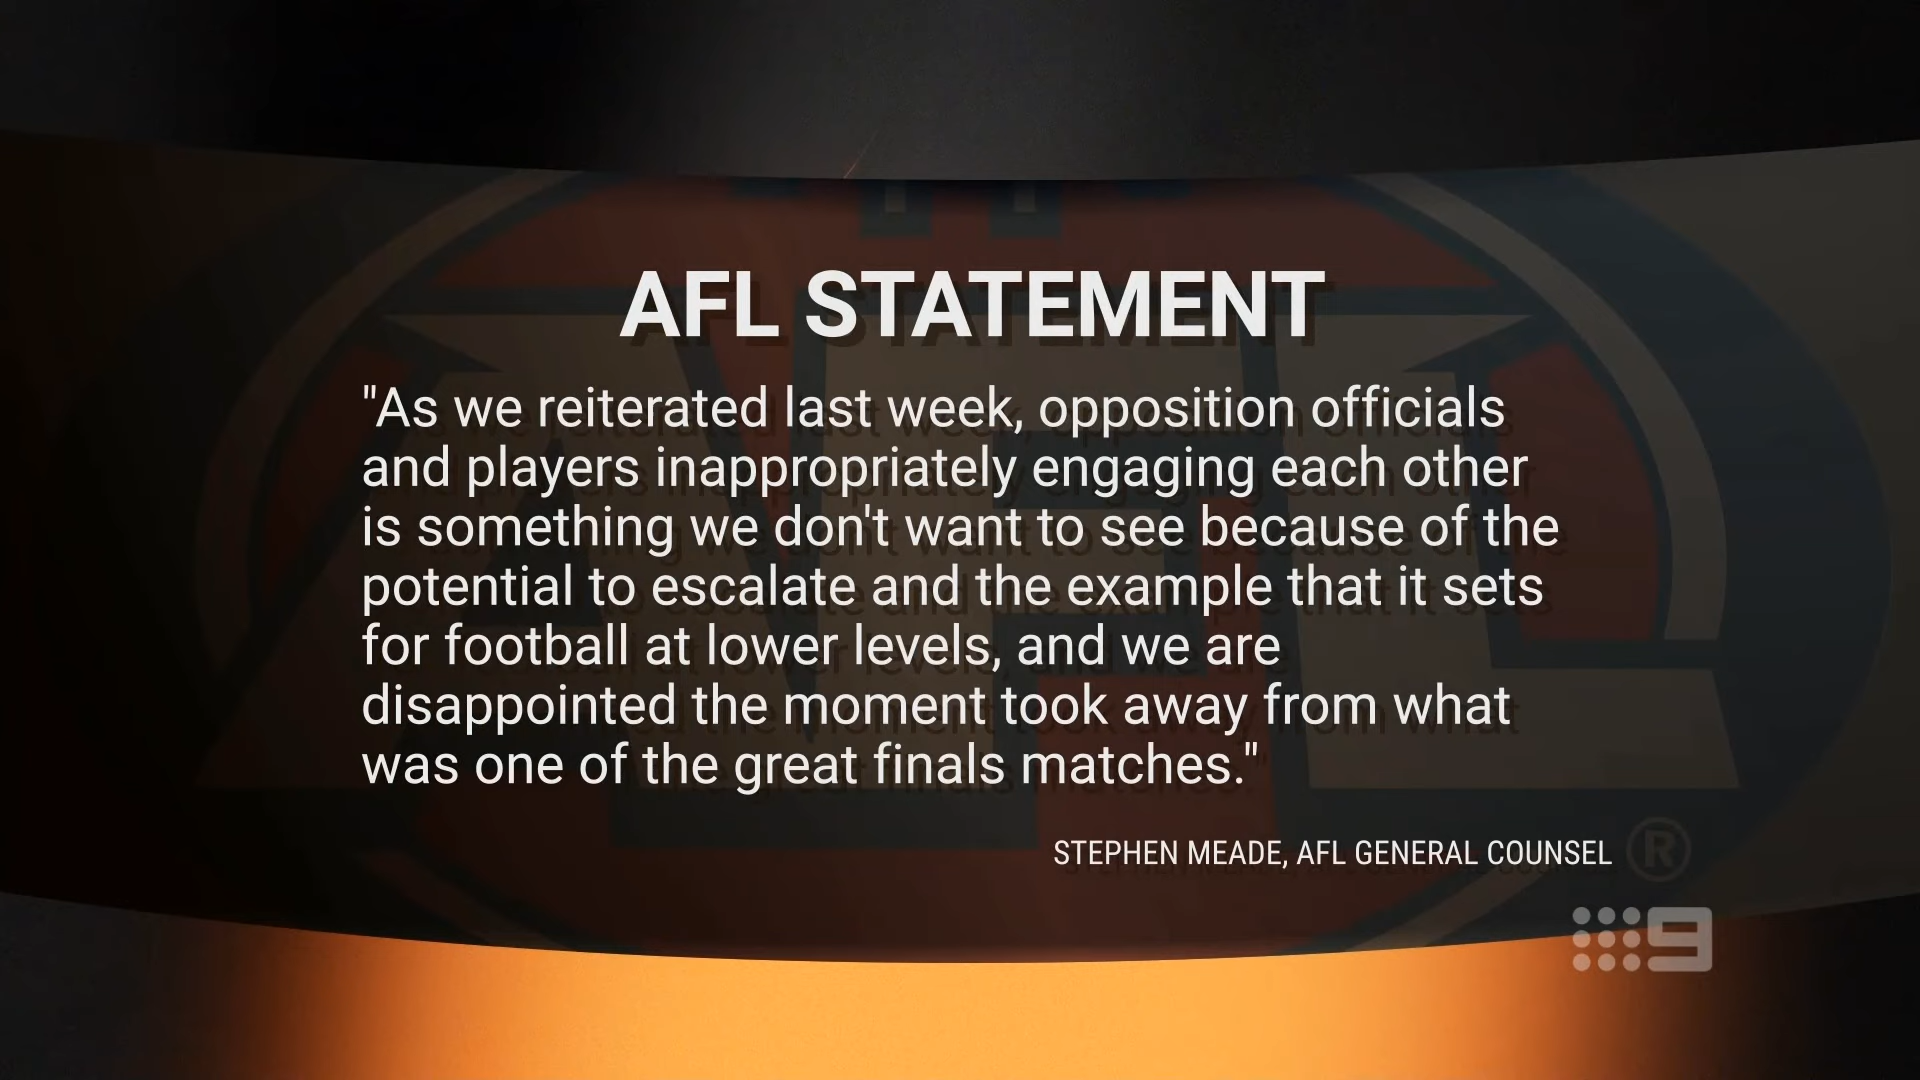 AFL STATEMENT
"As we reiterated last week, opposition officials
and players inappropriately engaging each other
is something we don't want to see because of the
potential to escalate and the example that it sets
for football at lower levels, and we are
disappointed the moment took away from what
was one of the great finals matches."
STEPHEN MEADE, AFL GENERAL COUNSEL
AFL
®
9